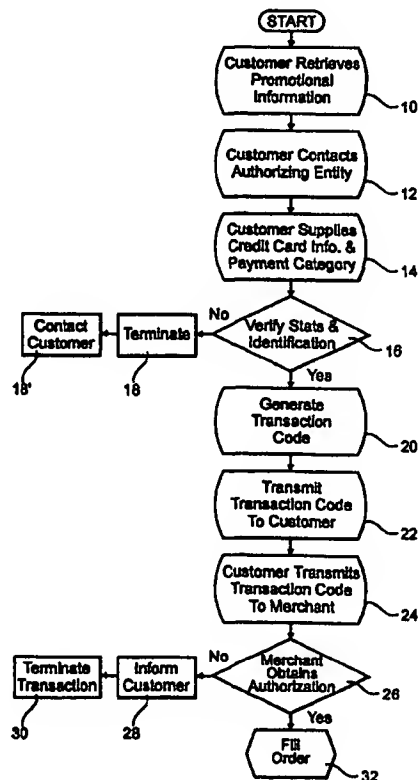 START
Customer Retrieves
Promotional
Information
10
Customer Contacts
Authorizing Entity
12
Customer Supplies
Credit Card Info. &
Payment Category
14
Contact
Customer
18'
Terminate
18
No
Verify Stats &
Identification
16
Yes
Generate
Transaction
Code
20
Transmit
Transaction Code
To Customer
22
Customer Transmits
Transaction Code
To Merchant
24
Terminate
Transaction
30
Inform
Customer
28
No
Merchant
Obtains
Authorization
26
Yes
Fill
Order
32